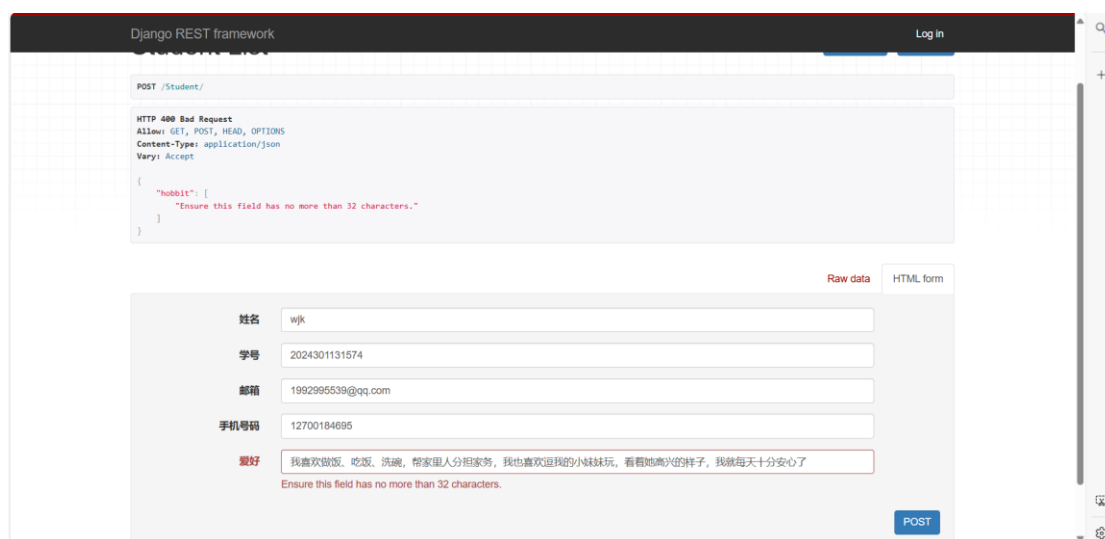 Django REST framework
Log in
POST /Student/
HTTP 400 Bad Request
Allow: GET, POST, HEAD, OPTIONS
Content-Type: application/json
Vary: Accept
{
"hobbit": [
"Ensure this field has no more than 32 characters."
]
}
Raw data
HTML form
姓名
wjk
学号
2024301131574
邮箱
1992995539@qq.com
手机号码
12700184695
爱好
我喜欢做饭、吃饭、洗碗，帮家里人分担家务，我也喜欢逗我的小妹妹玩，看着她高兴的样子，我就每天十分安心了
Ensure this field has no more than 32 characters.
POST